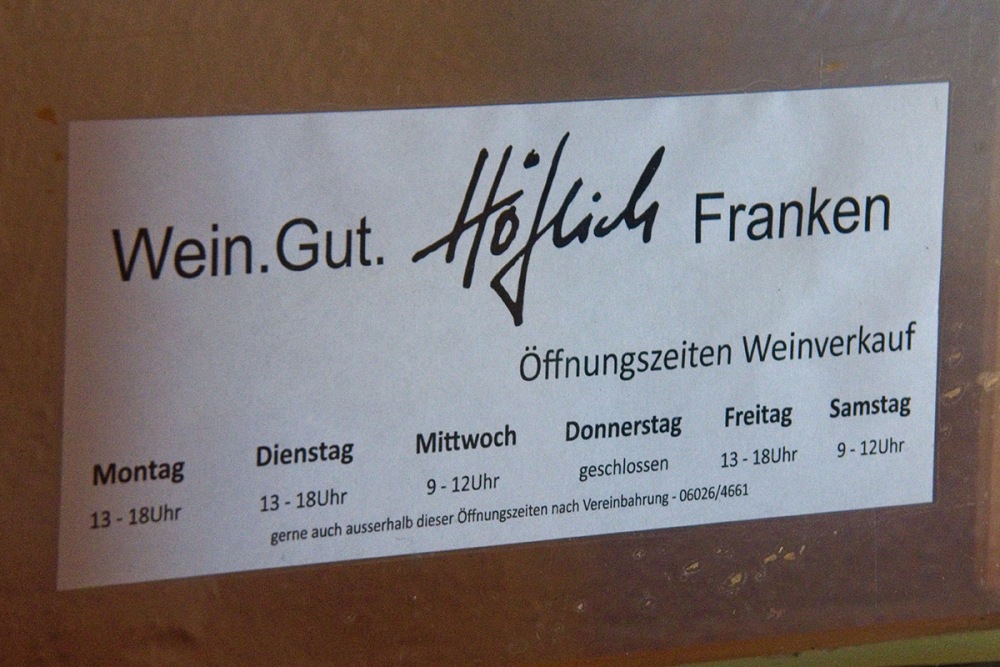 Wein.Gut. Höflich Franken
Öffnungszeiten Weinverkauf
Montag Dienstag Mittwoch Donnerstag Freitag Samstag
13 - 18Uhr 13 - 18Uhr 9 - 12Uhr geschlossen 13 - 18Uhr 9 - 12Uhr
gerne auch ausserhalb dieser Öffnungszeiten nach Vereinbahrung - 06026/4661